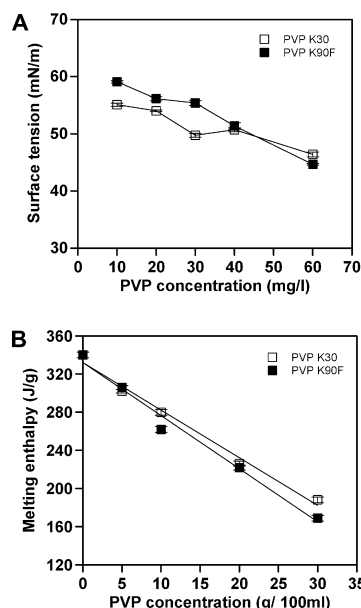 A
PVP K30
PVP K90F
70
60
50
40
30
Surface tension (mN/m)
0 10 20 30 40 50 60 70
PVP concentration (mg/l)
B
PVP K30
PVP K90F
360
320
280
240
200
160
120
Melting enthalpy (J/g)
0 5 10 15 20 25 30 35
PVP concentration (g/ 100ml)